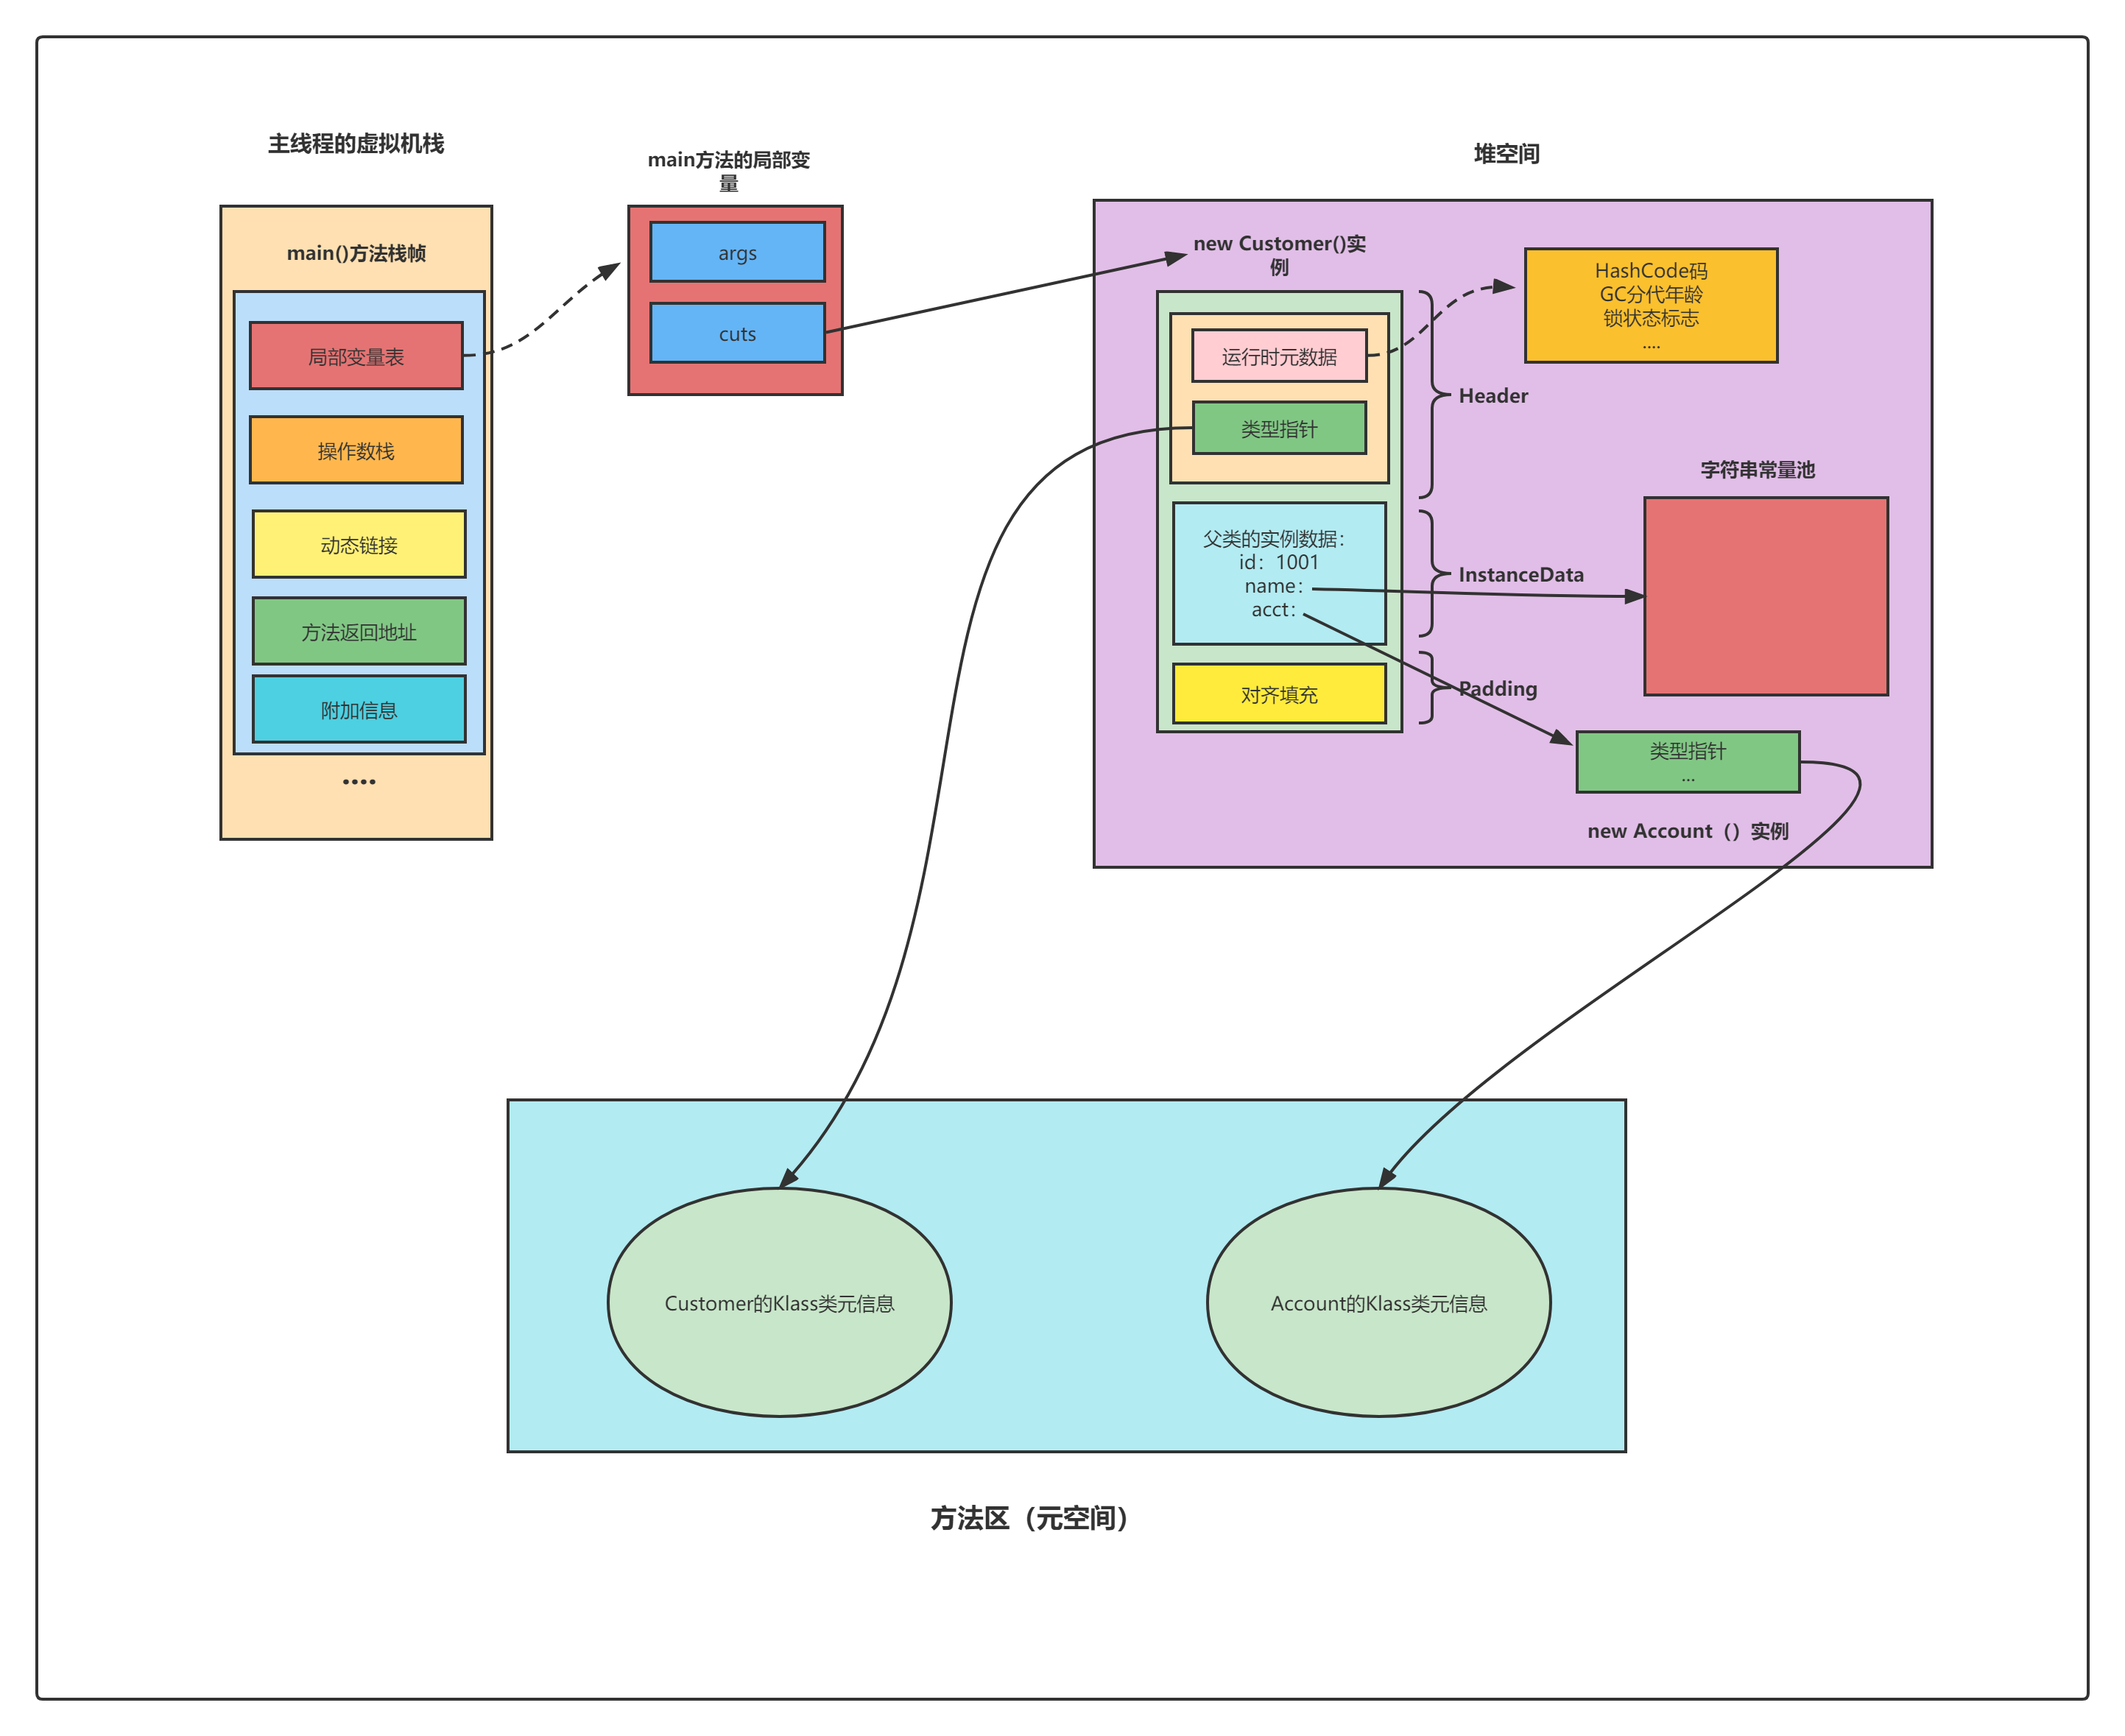 主线程的虚拟机栈
main()方法栈帧
局部变量表
操作数栈
动态链接
方法返回地址
附加信息
....
main方法的局部变
量
args
cuts
堆空间
new Customer()实
例
运行时元数据
类型指针
HashCode码
GC分代年龄
锁状态标志
....
Header
父类的实例数据：
id：1001
name：
acct：
InstanceData
对齐填充
Padding
字符串常量池
类型指针
...
new Account（）实例
Customer的Klass类元信息
Account的Klass类元信息
方法区（元空间）